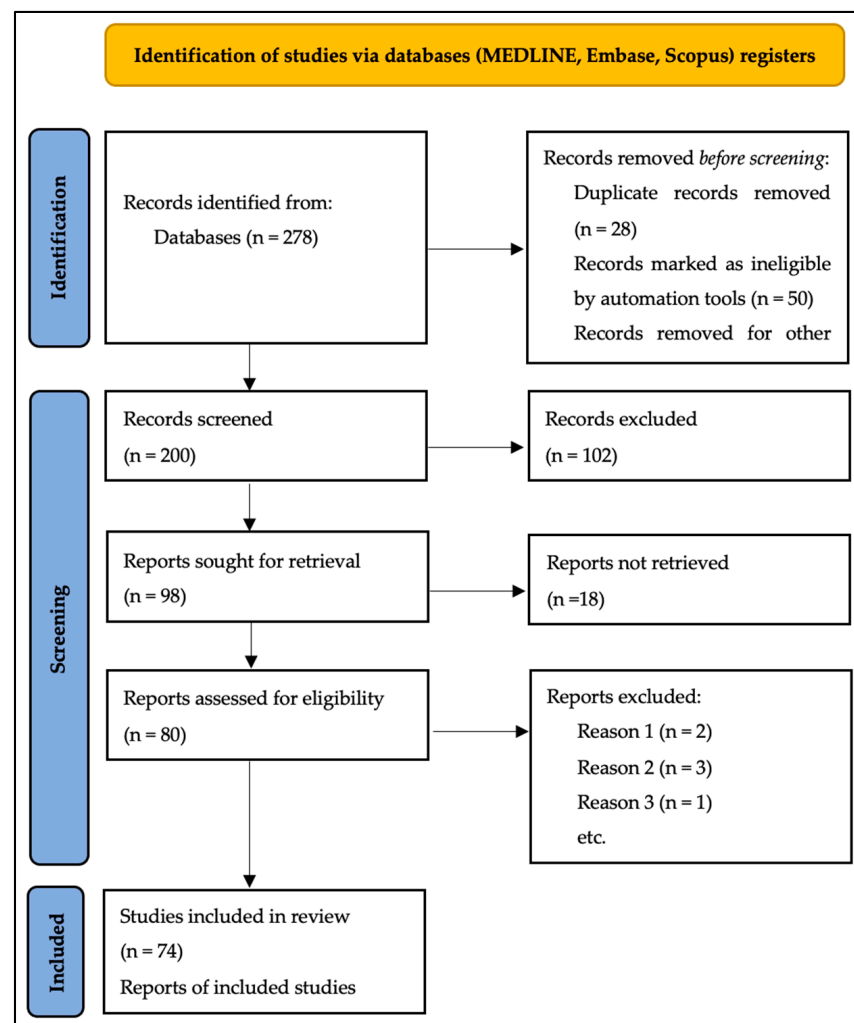 Identification of studies via databases (MEDLINE, Embase, Scopus) registers
Identification
Records identified from:
Databases (n = 278)
Records removed before screening:
Duplicate records removed
(n = 28)
Records marked as ineligible
by automation tools (n = 50)
Records removed for other
Screening
Records screened
(n = 200)
Records excluded
(n = 102)
Reports sought for retrieval
(n = 98)
Reports not retrieved
(n =18)
Reports assessed for eligibility
(n = 80)
Reports excluded:
Reason 1 (n = 2)
Reason 2 (n = 3)
Reason 3 (n = 1)
etc.
Included
Studies included in review
(n = 74)
Reports of included studies